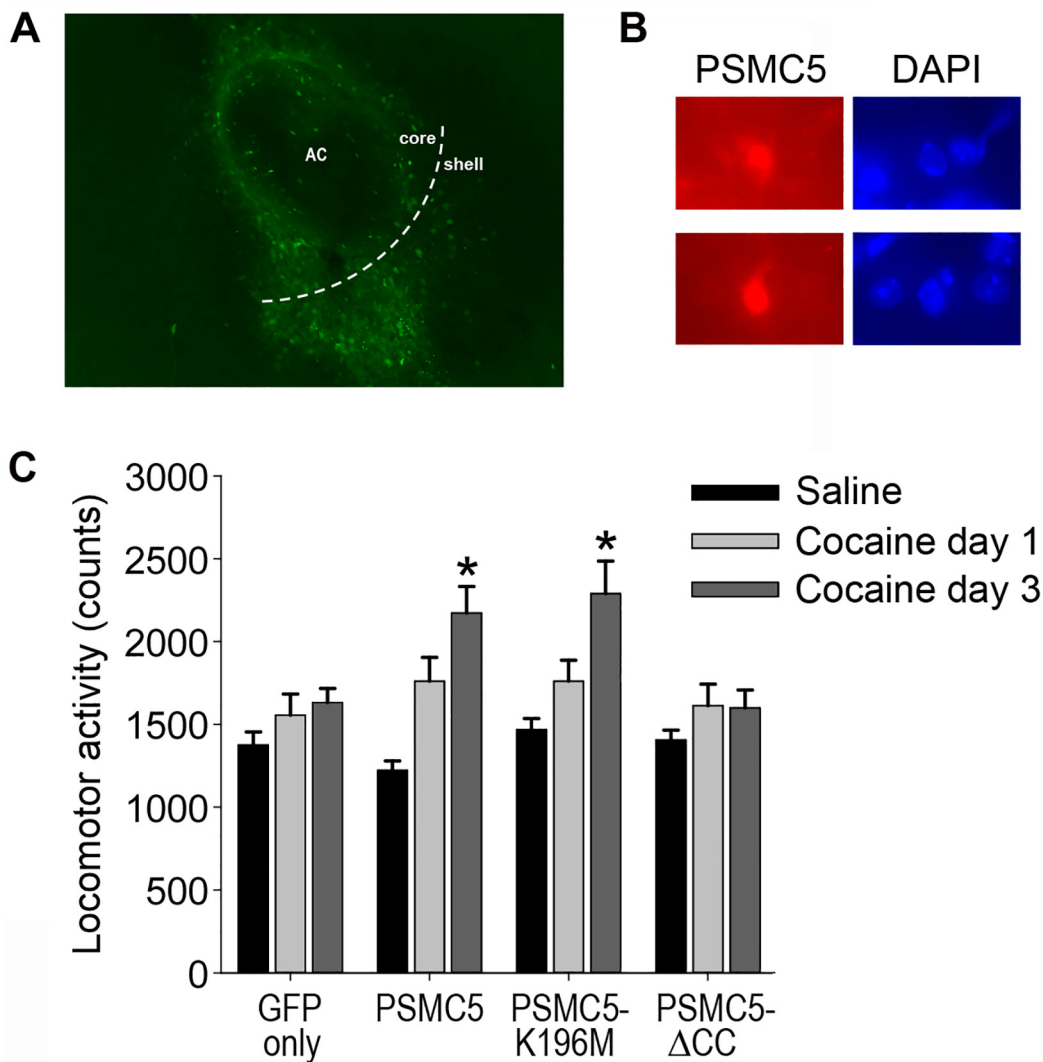 A
core
AC
shell
B
PSMC5 DAPI
C
Locomotor activity (counts)
3000
2500
2000
1500
1000
500
0
* *
Saline
Cocaine day 1
Cocaine day 3
GFP only
PSMC5
PSMC5-
K196M
PSMC5-
ΔCC